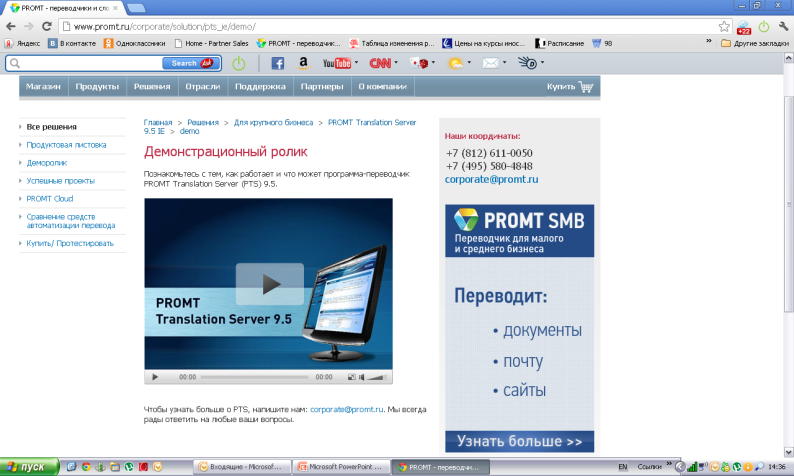 PROMT - переводчики и сло
www.promt.ru/corporate/solution/pts_ie/demo/
+22
Яндекс
В контакте
Одноклассники
Home - Partner Sales
PROMT - переводчик...
Таблица изменения р...
Цены на курсы инос...
Расписание
98
»
Другие закладки
Search
YouTube
CNN
Магазин
Продукты
Решения
Отрасли
Поддержка
Партнеры
О компании
Купить
Все решения
Продуктовая листовка
Деморолик
Успешные проекты
PROMT Cloud
Сравнение средств
автоматизации перевода
Купить/ Протестировать
Главная > Решения > Для крупного бизнеса > PROMT Translation Server
9.5 IE > demo
Демонстрационный ролик
Познакомьтесь с тем, как работает и что может программа-переводчик
PROMT Translation Server (PTS) 9.5.
PROMT
Translation Server 9.5
00:00
00:00
Чтобы узнать больше о PTS, напишите нам: corporate@promt.ru. Мы всегда
рады ответить на любые ваши вопросы.
Наши координаты:
+7 (812) 611-0050
+7 (495) 580-4848
corporate@promt.ru
PROMT SMB
Переводчик для малого
и среднего бизнеса
Переводит:
• документы
• почту
• сайты
Узнать больше >>
пуск
Входящие - Microsof...
Microsoft PowerPoint ...
PROMT - переводчи...
EN
Ссылки
»
14:36